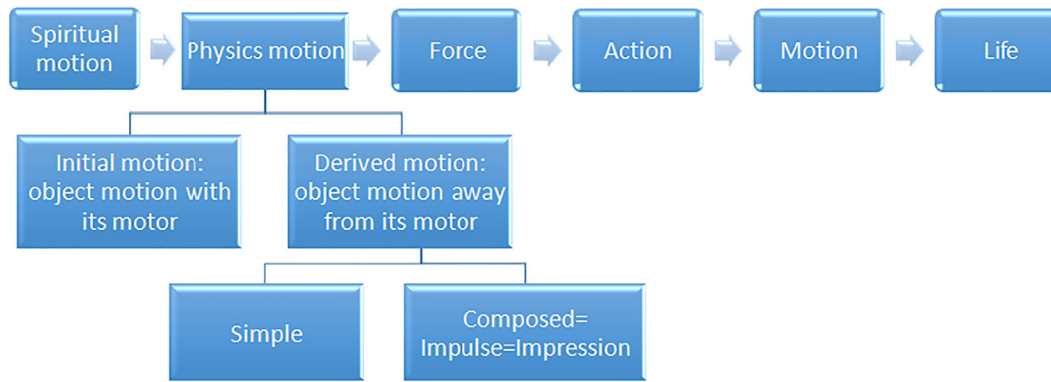 Spiritual
motion
Physics motion
Force
Action
Motion
Life
Initial motion:
object motion with
its motor
Derived motion:
object motion away
from its motor
Simple
Composed=
Impulse=Impression